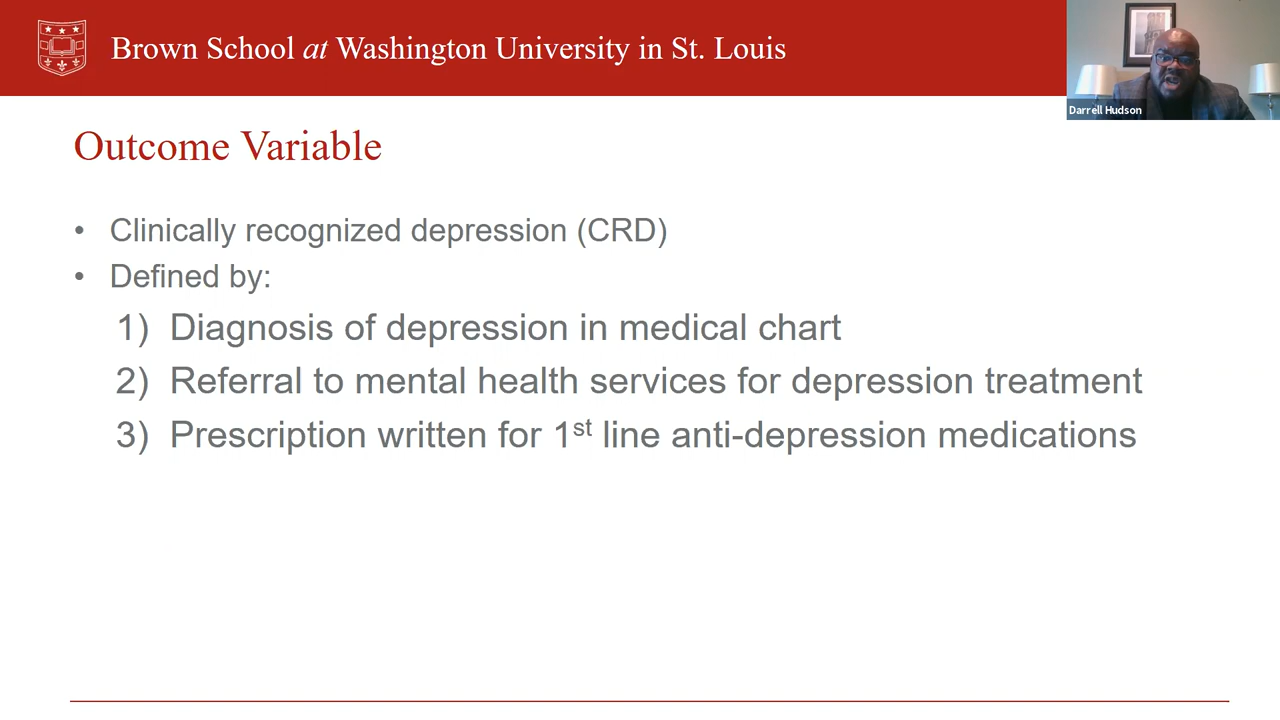 Brown School at Washington University in St. Louis
Darrell Hudson
Outcome Variable
• Clinically recognized depression (CRD)
• Defined by:
1) Diagnosis of depression in medical chart
2) Referral to mental health services for depression treatment
3) Prescription written for 1st line anti-depression medications